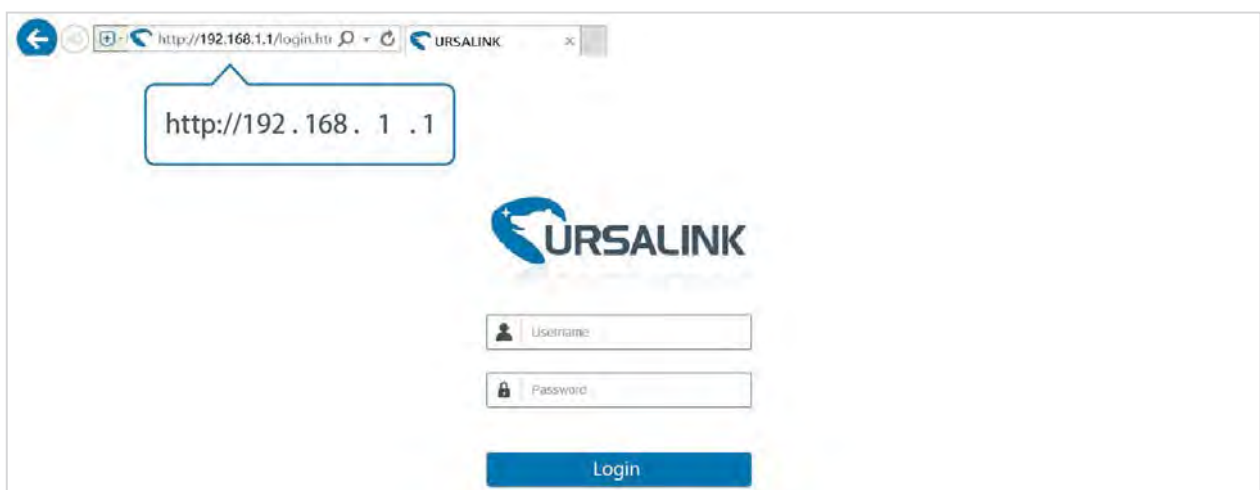 http://192.168.1.1/login.htr URSALINK
http://192.168. 1 .1
URSALINK
Username
Password
Login